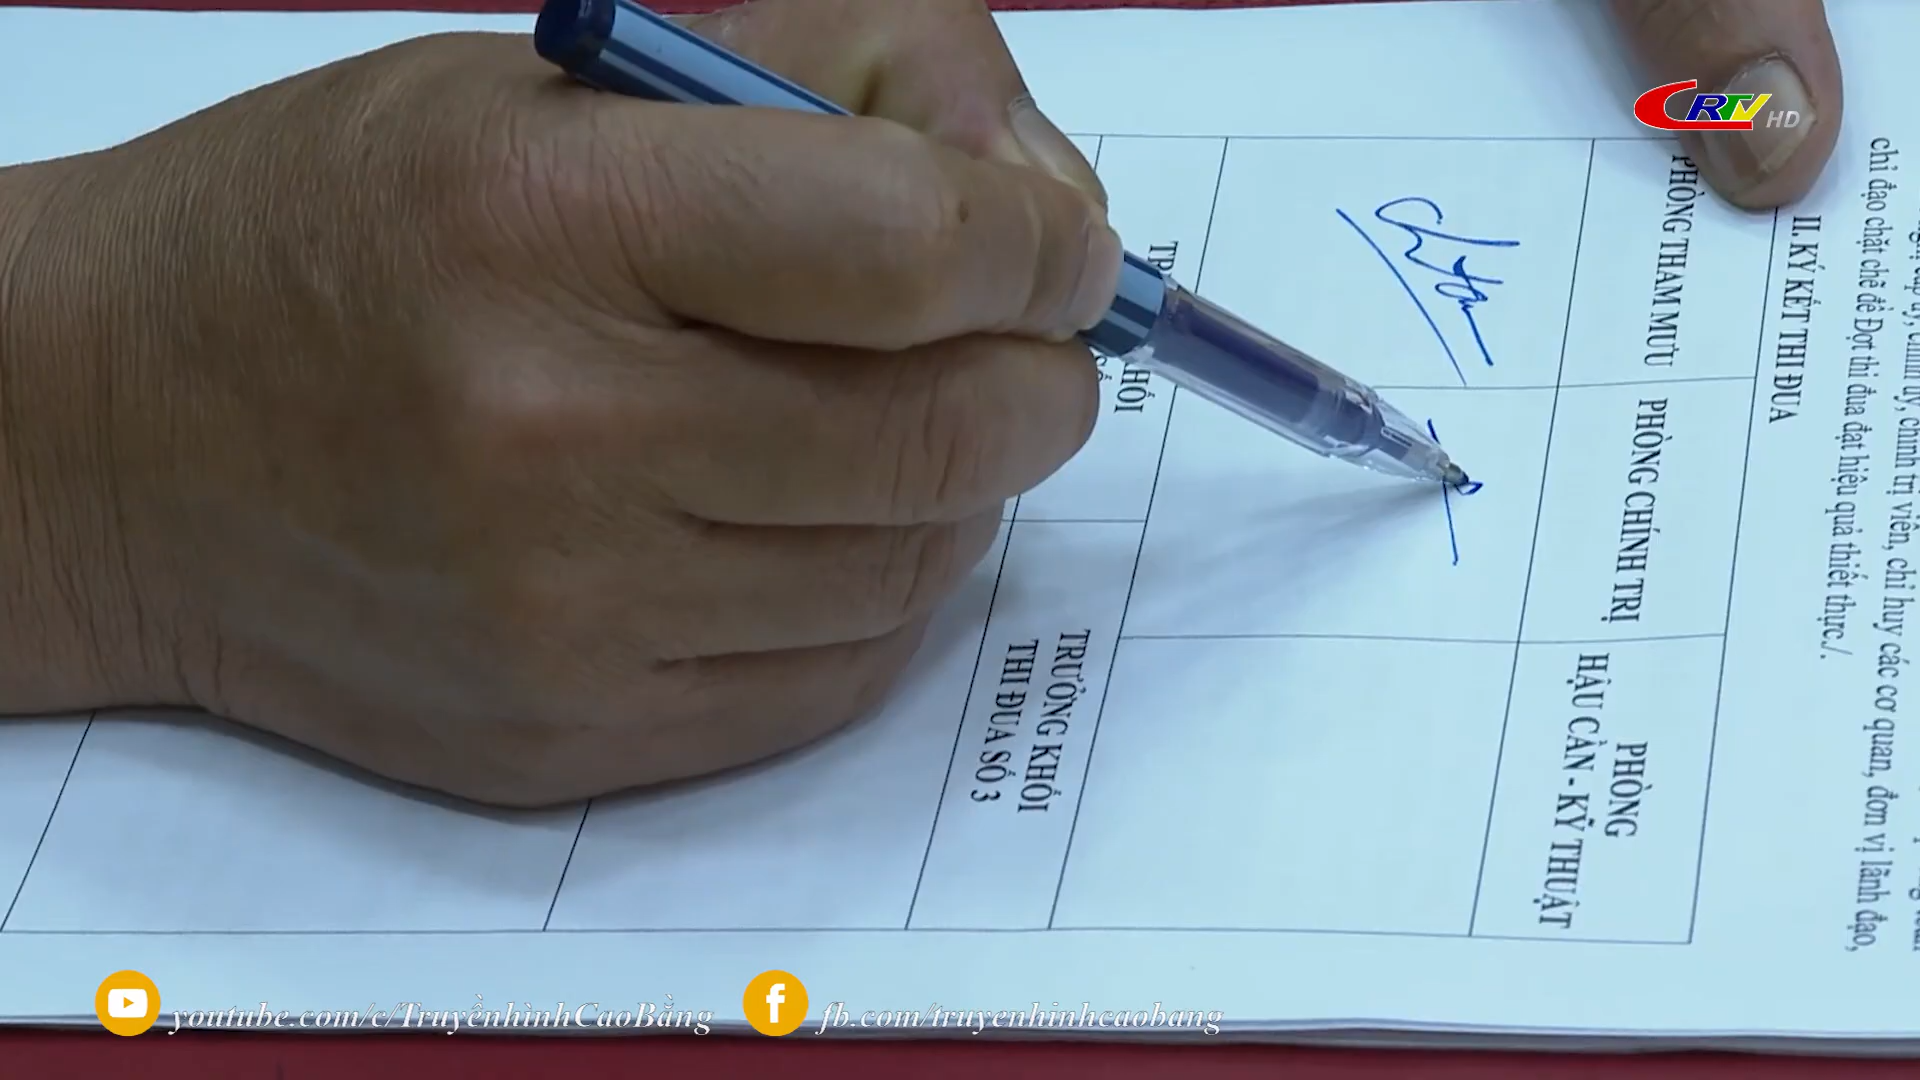 CRTV HD
chỉ đạo chặt chẽ để Đợt thi đua đạt hiệu quả thiết thực./.
II. KÝ KẾT THI ĐUA
PHÒNG THAM MƯU
PHÒNG CHÍNH TRỊ
PHÒNG
HẬU CẦN - KỸ THUẬT
TRƯỞNG KHỐI
THI ĐUA SỐ 3
youtube.com/c/TruyềnhìnhCaoBằng
fb.com/truyenhinhcaobang